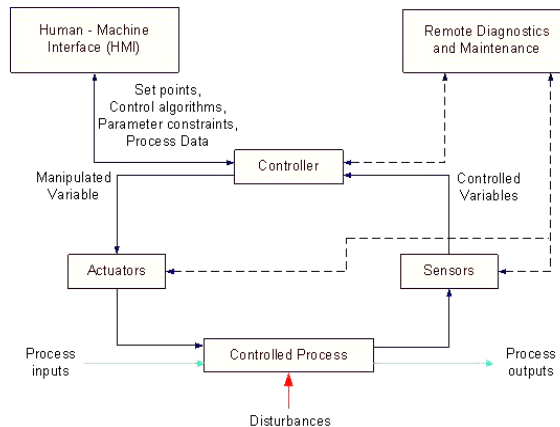 Human - Machine
Interface (HMI)
Remote Diagnostics
and Maintenance
Set points,
Control algorithms,
Parameter constraints,
Process Data
Controller
Manipulated
Variable
Controlled
Variables
Actuators
Sensors
Process
inputs
Controlled Process
Process
outputs
Disturbances